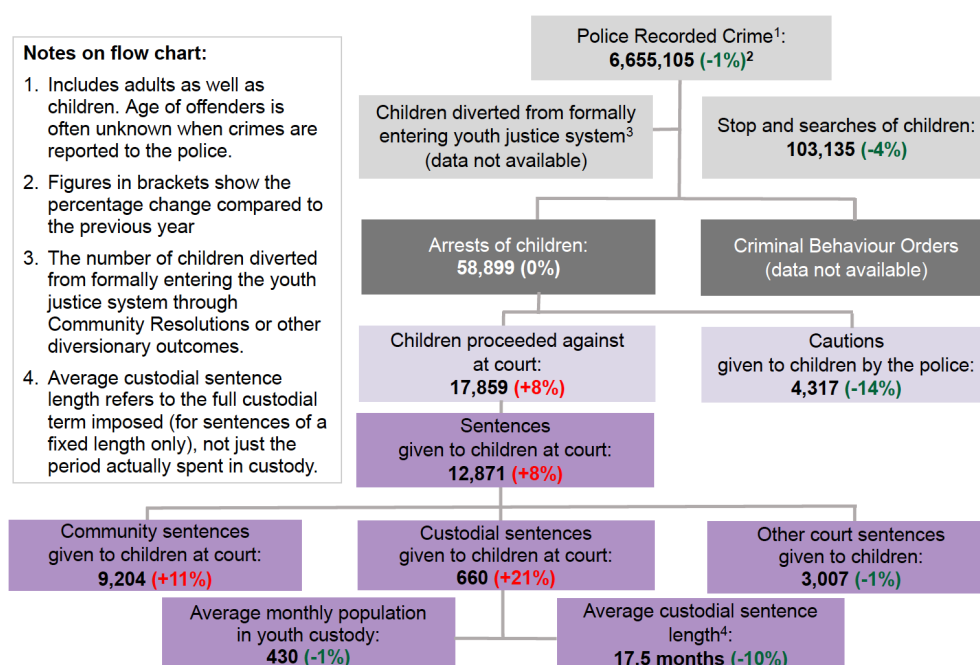 Notes on flow chart:
1. Includes adults as well as
children. Age of offenders is
often unknown when crimes are
reported to the police.
2. Figures in brackets show the
percentage change compared to
the previous year
3. The number of children diverted
from formally entering the youth
justice system through
Community Resolutions or other
diversionary outcomes.
4. Average custodial sentence
length refers to the full custodial
term imposed (for sentences of a
fixed length only), not just the
period actually spent in custody.
Police Recorded Crime¹:
6,655,105 (-1%)²
Children diverted from formally
entering youth justice system³
(data not available)
Stop and searches of children:
103,135 (-4%)
Arrests of children:
58,899 (0%)
Criminal Behaviour Orders
(data not available)
Children proceeded against
at court:
17,859 (+8%)
Cautions
given to children by the police:
4,317 (-14%)
Sentences
given to children at court:
12,871 (+8%)
Community sentences
given to children at court:
9,204 (+11%)
Custodial sentences
given to children at court:
660 (+21%)
Other court sentences
given to children:
3,007 (-1%)
Average monthly population
in youth custody:
430 (-1%)
Average custodial sentence
length⁴:
17.5 months (-10%)